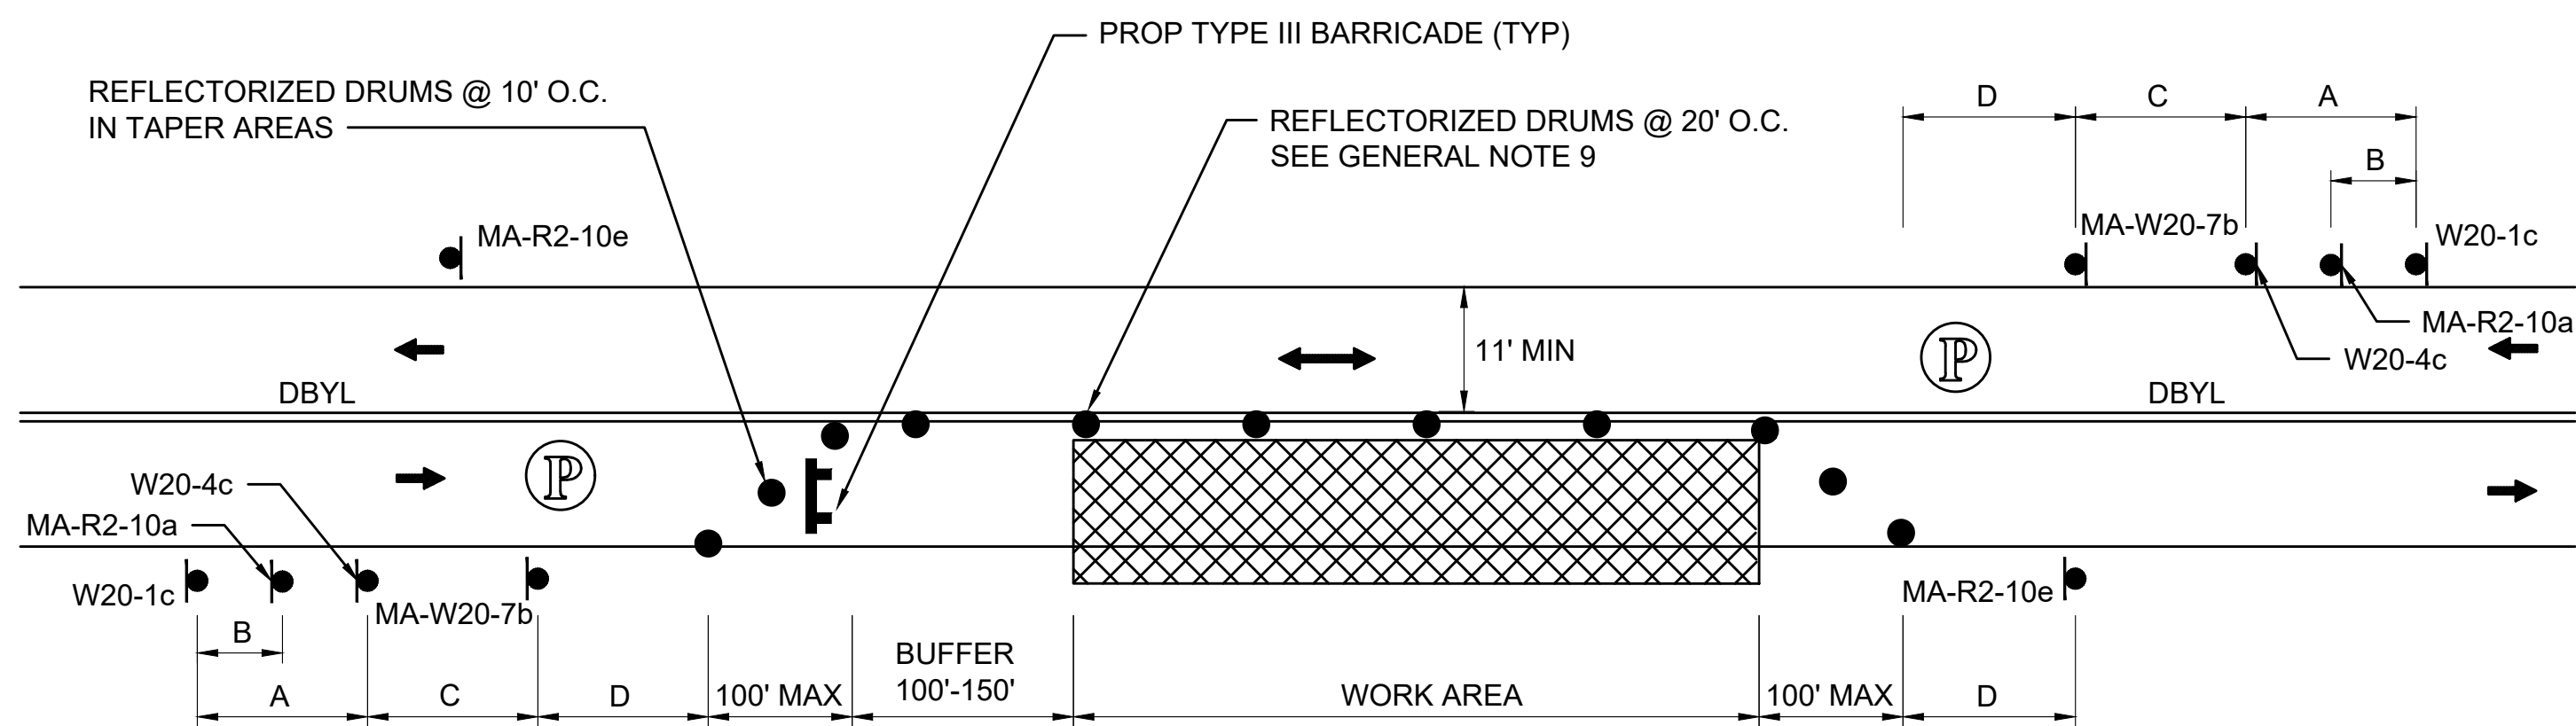 PROP TYPE III BARRICADE (TYP)
REFLECTORIZED DRUMS @ 10' O.C.
IN TAPER AREAS
REFLECTORIZED DRUMS @ 20' O.C.
SEE GENERAL NOTE 9
D
C
A
B
MA-R2-10e
MA-W20-7b
W20-1c
MA-R2-10a
W20-4c
11' MIN
P
DBYL
DBYL
P
W20-4c
MA-R2-10a
W20-1c
MA-W20-7b
MA-R2-10e
B
A
C
D
100' MAX
BUFFER
100'-150'
WORK AREA
100' MAX
D